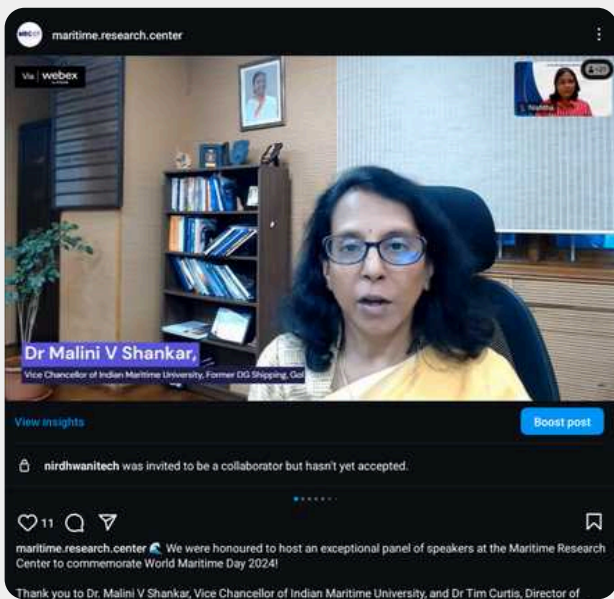 maritime.research.center
Via | webex
Nishtha
Dr Malini V Shankar,
Vice Chancellor of Indian Maritime University, Former DG Shipping, GoI
View insights
Boost post
nirdhwanitech was invited to be a collaborator but hasn't yet accepted.
11
maritime.research.center 🌊 We were honoured to host an exceptional panel of speakers at the Maritime Research
Center to commemorate World Maritime Day 2024!
Thank you to Dr. Malini V Shankar, Vice Chancellor of Indian Maritime University, and Dr Tim Curtis, Director of